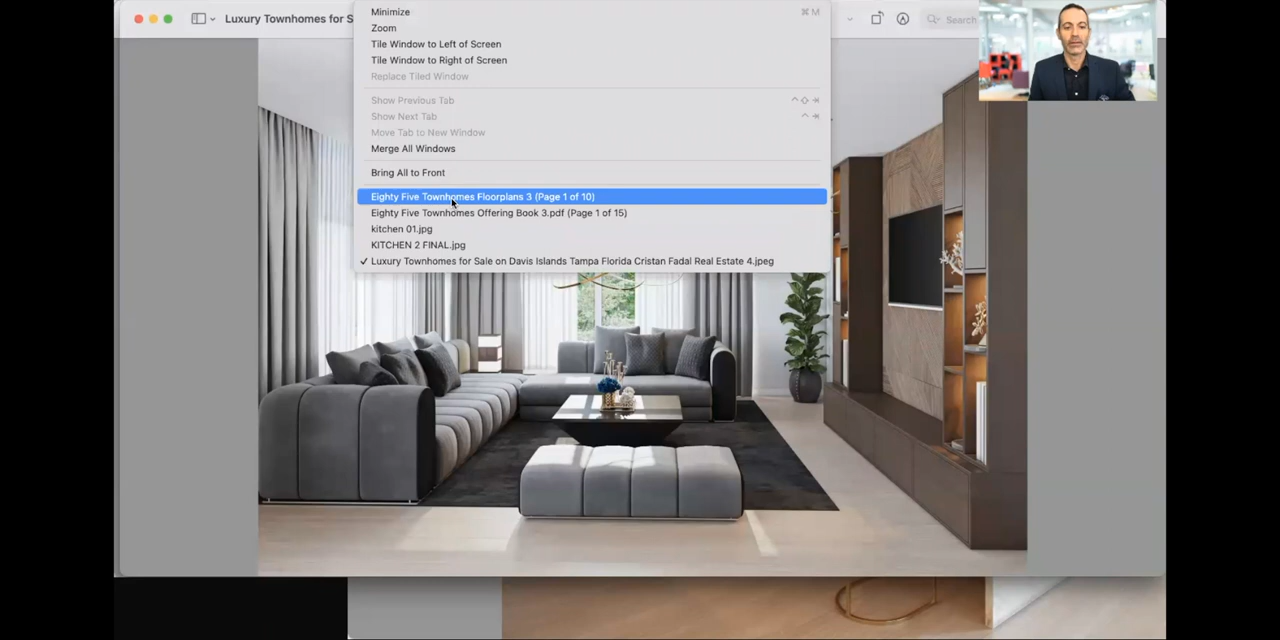 Luxury Townhomes for S
Search
Minimize ⌘ M
Zoom
Tile Window to Left of Screen
Tile Window to Right of Screen
Replace Tiled Window
Show Previous Tab ^⇧⇥
Show Next Tab ^⇥
Move Tab to New Window
Merge All Windows
Bring All to Front
Eighty Five Townhomes Floorplans 3 (Page 1 of 10)
Eighty Five Townhomes Offering Book 3.pdf (Page 1 of 15)
kitchen 01.jpg
KITCHEN 2 FINAL.jpg
✓ Luxury Townhomes for Sale on Davis Islands Tampa Florida Cristan Fadal Real Estate 4.jpeg